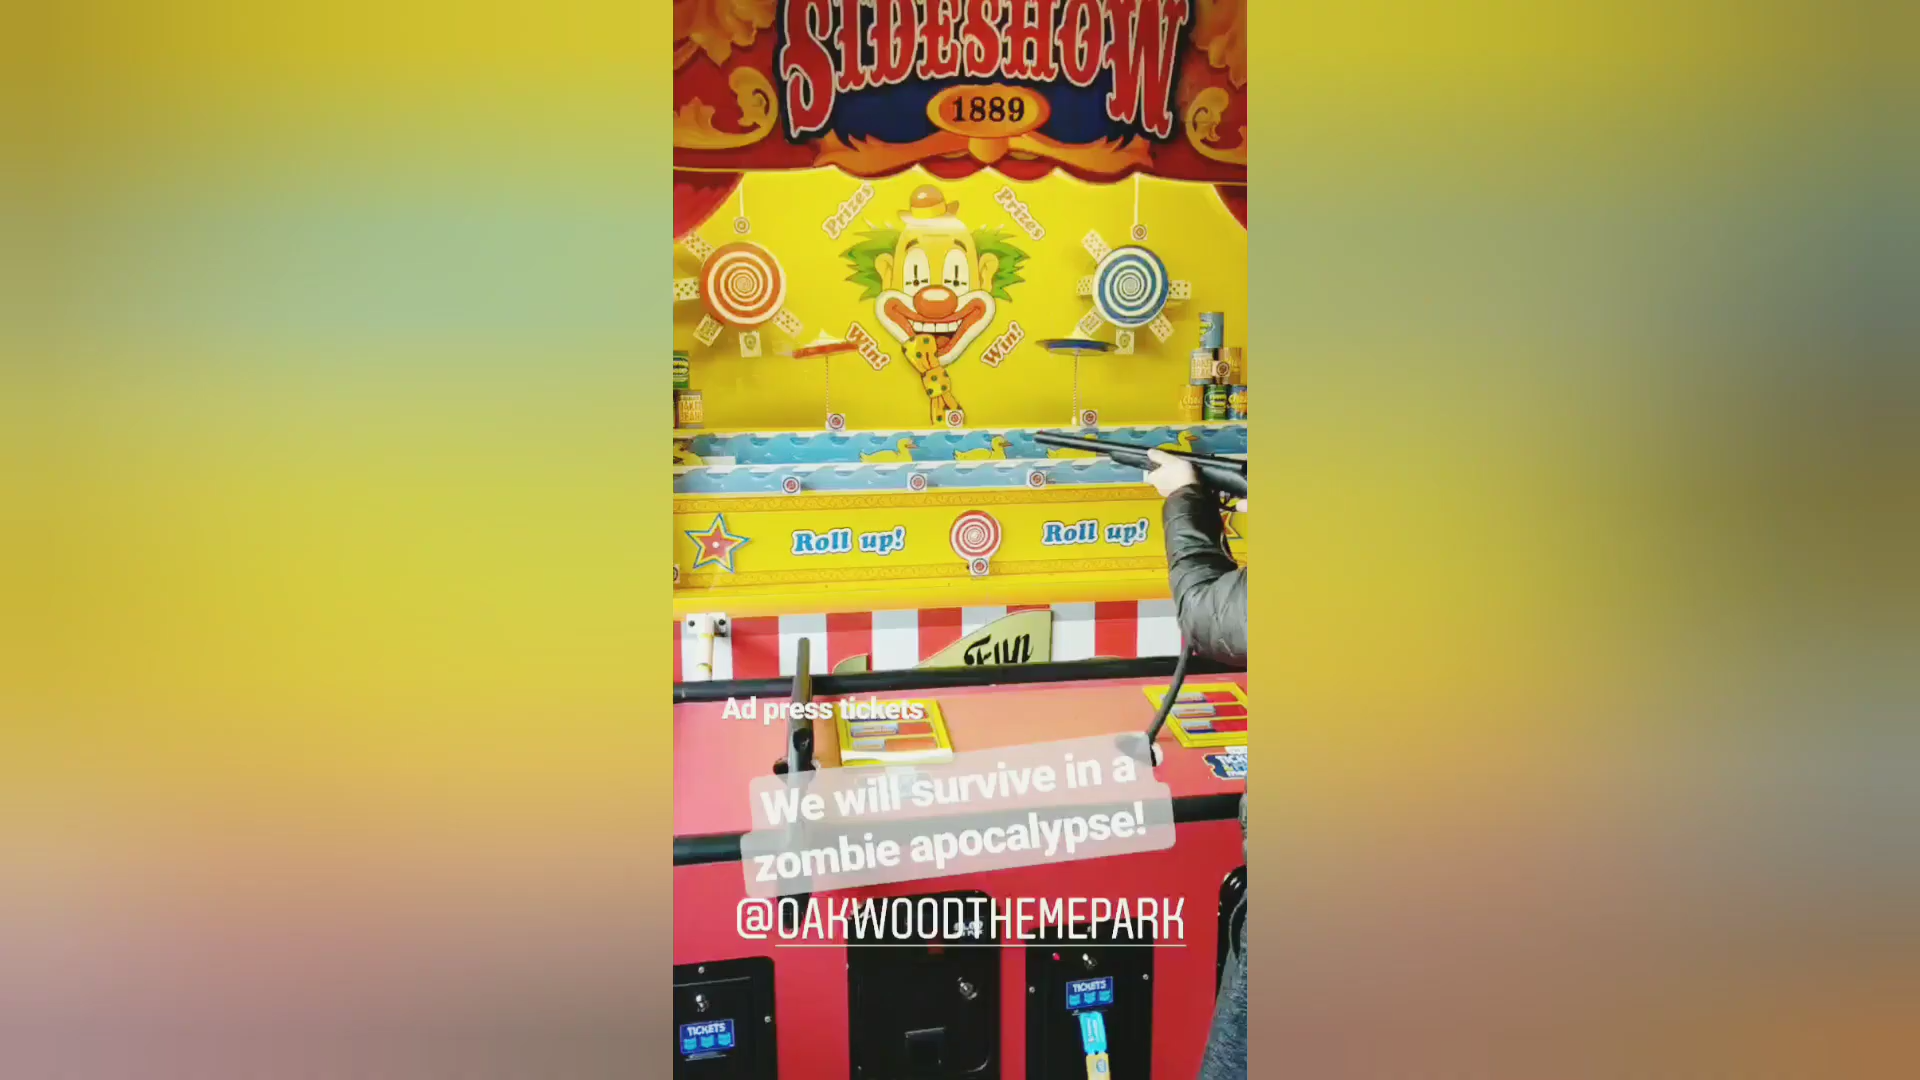 SIDESHOW
1889
Prizes
Prizes
Win!
Win!
Roll up!
Roll up!
Fun
Ad press tickets
We will survive in a
zombie apocalypse!
@OAKWOODTHEMEPARK
TICKETS
TICKETS